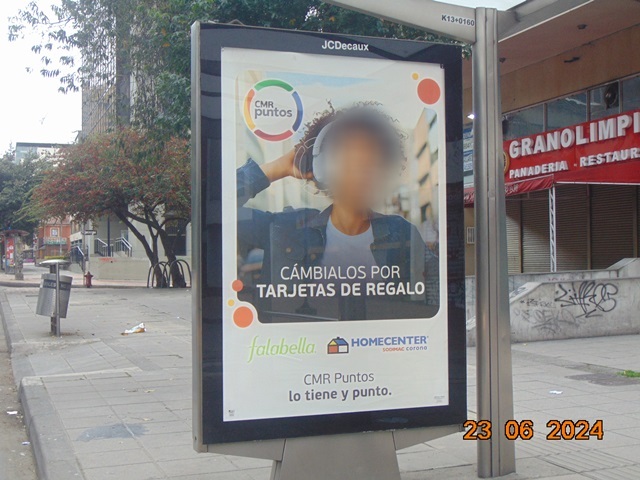 K13+0160
JCDecaux
CMR
puntos
GRANOLIMPI
PANADERIA - RESTAUR
CÁMBIALOS POR
TARJETAS DE REGALO
falabella
HOMECENTER
SODIMAC corona
CMR Puntos
lo tiene y punto.
23 06 2024